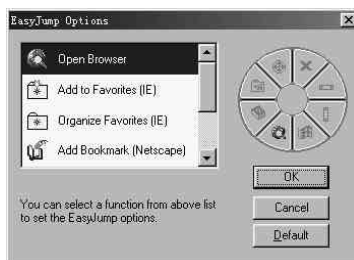 EasyJump Options
Open Browser
Add to Favorites (IE)
Organize Favorites (IE)
Add Bookmark (Netscape)
OK
You can select a function from above list
to set the EasyJump options.
Cancel
Default